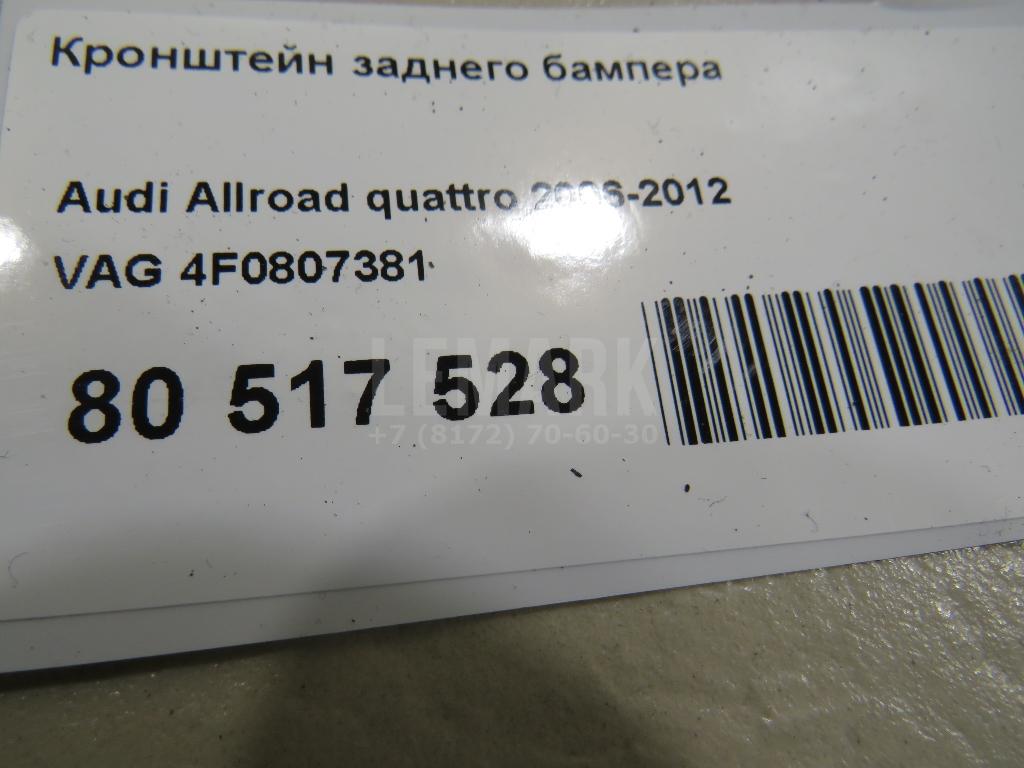 Кронштейн заднего бампера
Audi Allroad quattro 2006-2012
VAG 4F0807381
80 517 528
LEMARK
+7 (8172) 70-60-30